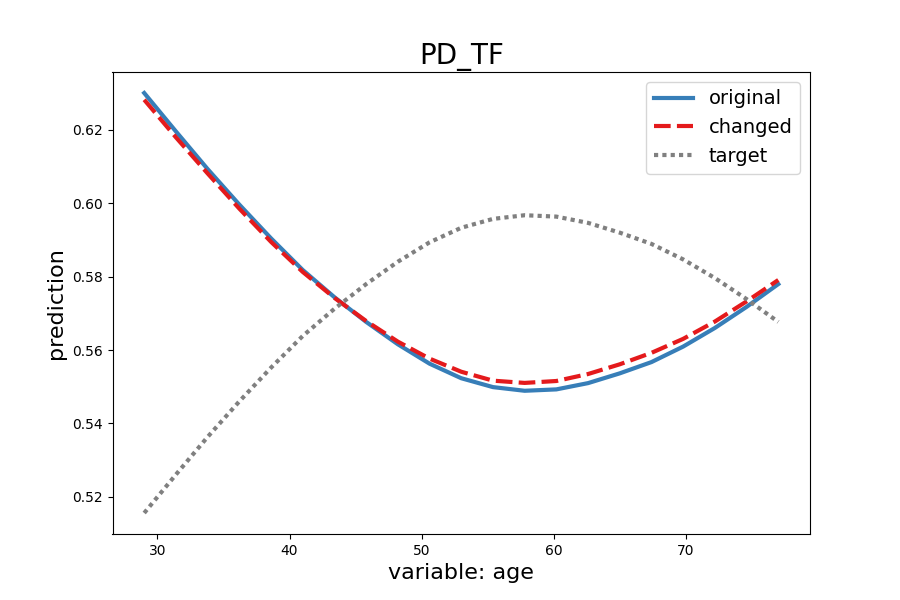 PD_TF
original
changed
target
0.62
0.60
0.58
0.56
0.54
0.52
prediction
30 40 50 60 70
variable: age